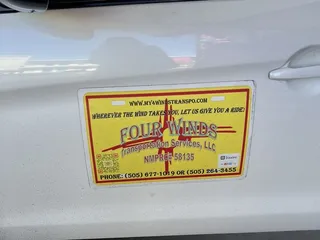 WWW.MY4WINDSTRANSPO.COM
WHEREVER THE WIND TAKES YOU, LET US GIVE YOU A RIDE!
FOUR WINDS
Transportation Services, LLC
NMPRC# 58135
PHONE: (505) 677-1019 OR (505) 264-3455